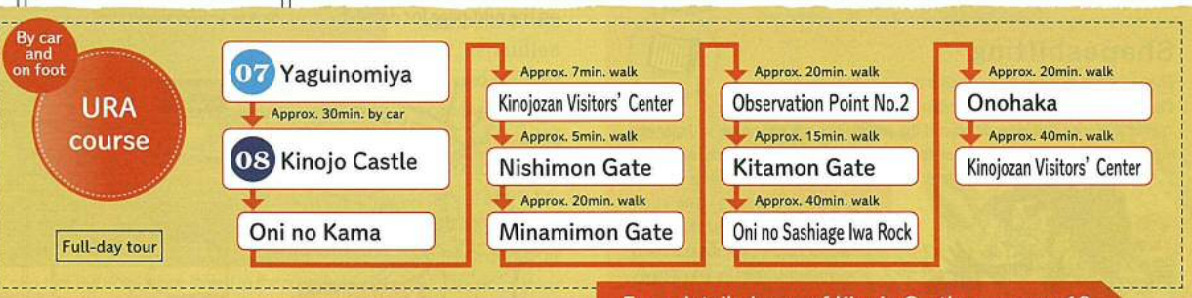 By car
and
on foot
URA
course
Full-day tour
07 Yaguinomiya
Approx. 30min. by car
08 Kinojo Castle
Oni no Kama
Approx. 7min. walk
Kinojozan Visitors' Center
Approx. 5min. walk
Nishimon Gate
Approx. 20min. walk
Minamimon Gate
Approx. 20min. walk
Observation Point No.2
Approx. 15min. walk
Kitamon Gate
Approx. 40min. walk
Oni no Sashiage Iwa Rock
Approx. 20min. walk
Onohaka
Approx. 40min. walk
Kinojozan Visitors' Center